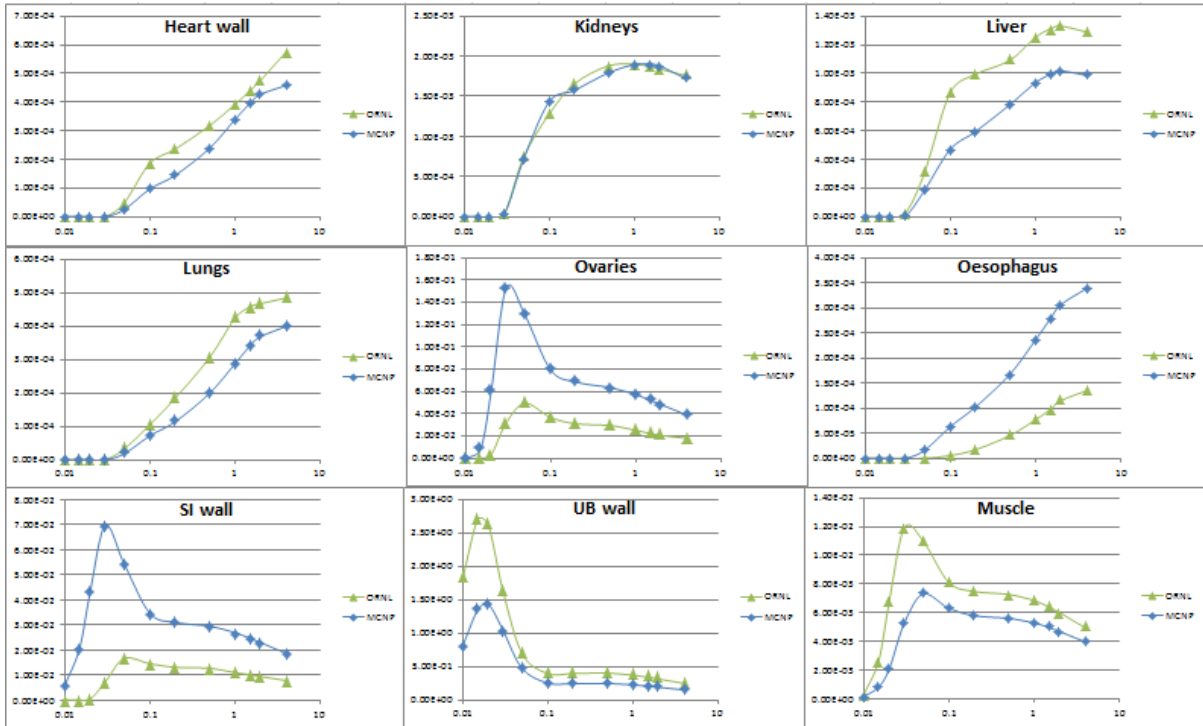 Heart wall
7.00E-04
6.00E-04
5.00E-04
4.00E-04
3.00E-04
2.00E-04
1.00E-04
0.00E+00
0.01 0.1 1 10
ORNL
MCNP
Kidneys
2.50E-03
2.00E-03
1.50E-03
1.00E-03
5.00E-04
0.00E+00
0.01 0.1 1 10
ORNL
MCNP
Liver
1.40E-03
1.20E-03
1.00E-03
8.00E-04
6.00E-04
4.00E-04
2.00E-04
0.00E+00
0.01 0.1 1 10
ORNL
MCNP
Lungs
6.00E-04
5.00E-04
4.00E-04
3.00E-04
2.00E-04
1.00E-04
0.00E+00
0.01 0.1 1 10
ORNL
MCNP
Ovaries
1.80E-01
1.60E-01
1.40E-01
1.20E-01
1.00E-01
8.00E-02
6.00E-02
4.00E-02
2.00E-02
0.00E+00
0.01 0.1 1 10
ORNL
MCNP
Oesophagus
4.00E-04
3.50E-04
3.00E-04
2.50E-04
2.00E-04
1.50E-04
1.00E-04
5.00E-05
0.00E+00
0.01 0.1 1 10
ORNL
MCNP
SI wall
8.00E-02
7.00E-02
6.00E-02
5.00E-02
4.00E-02
3.00E-02
2.00E-02
1.00E-02
0.00E+00
0.01 0.1 1 10
ORNL
MCNP
UB wall
3.00E+00
2.50E+00
2.00E+00
1.50E+00
1.00E+00
5.00E-01
0.00E+00
0.01 0.1 1 10
ORNL
MCNP
Muscle
1.40E-02
1.20E-02
1.00E-02
8.00E-03
6.00E-03
4.00E-03
2.00E-03
0.00E+00
0.01 0.1 1 10
ORNL
MCNP